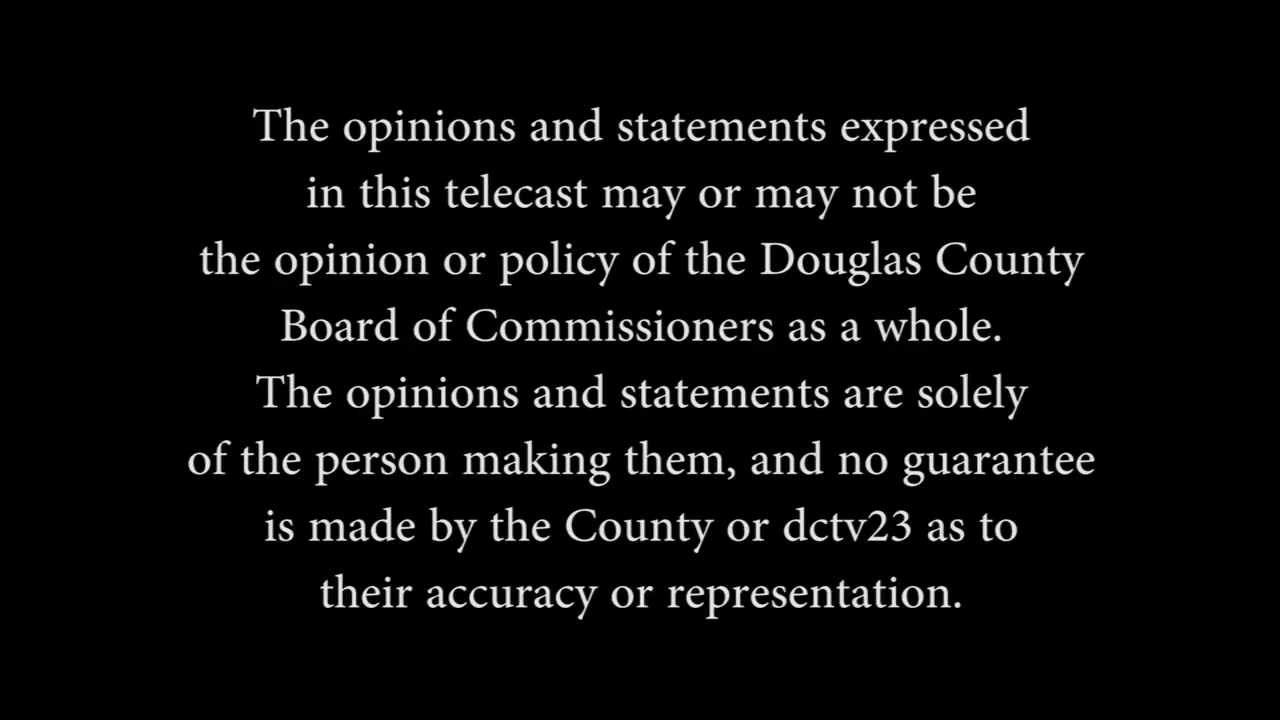 The opinions and statements expressed
in this telecast may or may not be
the opinion or policy of the Douglas County
Board of Commissioners as a whole.
The opinions and statements are solely
of the person making them, and no guarantee
is made by the County or dctv23 as to
their accuracy or representation.